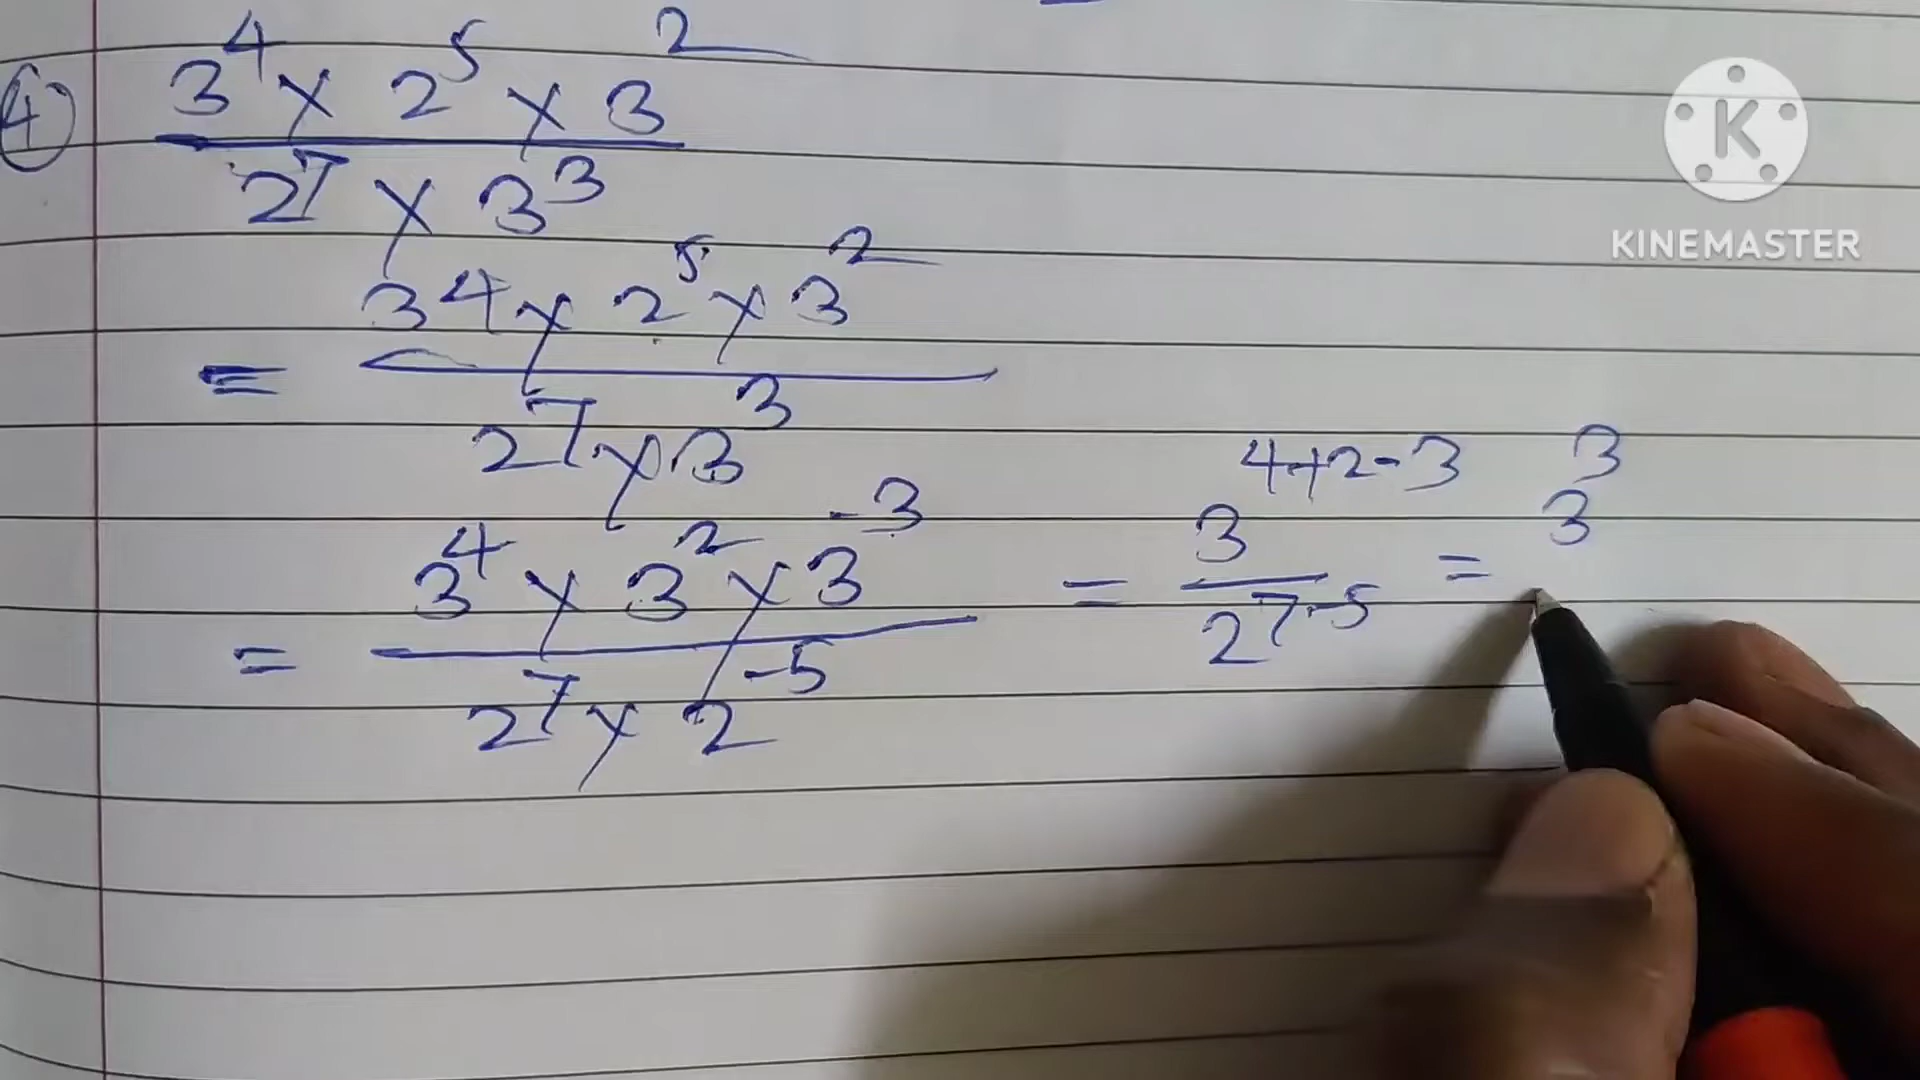 ④ 3⁴ × 2⁵ × 3²
2⁷ × 3³
= 3⁴ × 2⁵ × 3²
2⁷ × 3³
= 3⁴ × 3² × 3⁻³
2⁷ × 2⁻⁵
= 3⁴⁺²⁻³
2⁷⁻⁵
= 3³
K
KINEMASTER